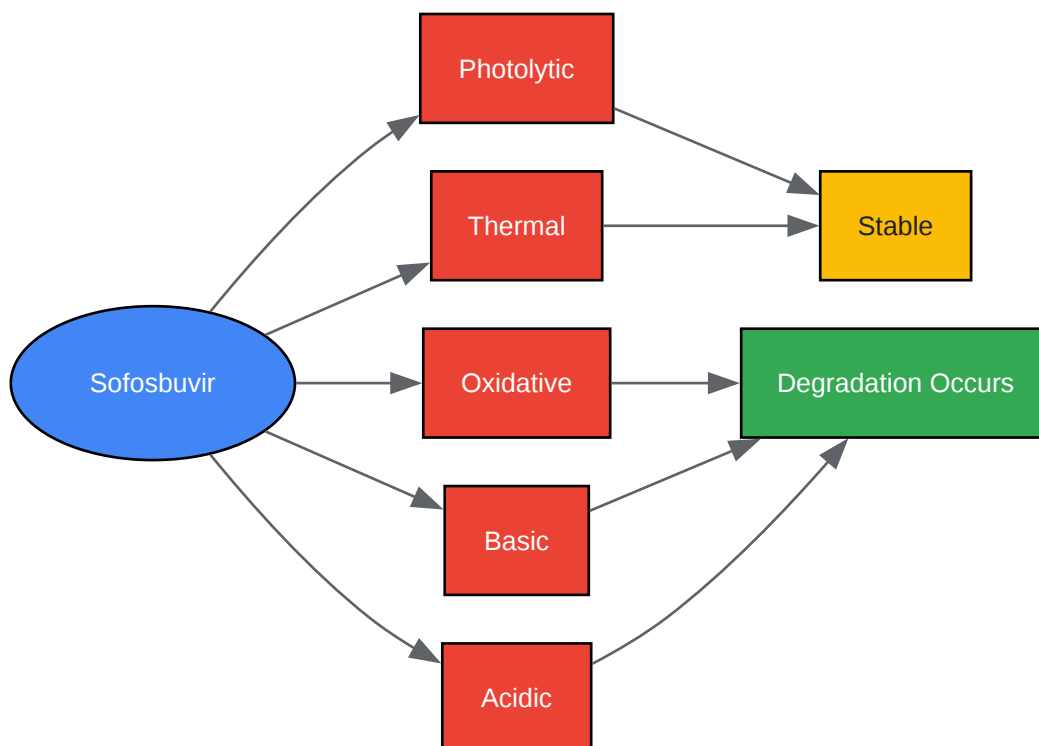 Photolytic
Thermal
Stable
Sofosbuvir
Oxidative
Degradation Occurs
Basic
Acidic